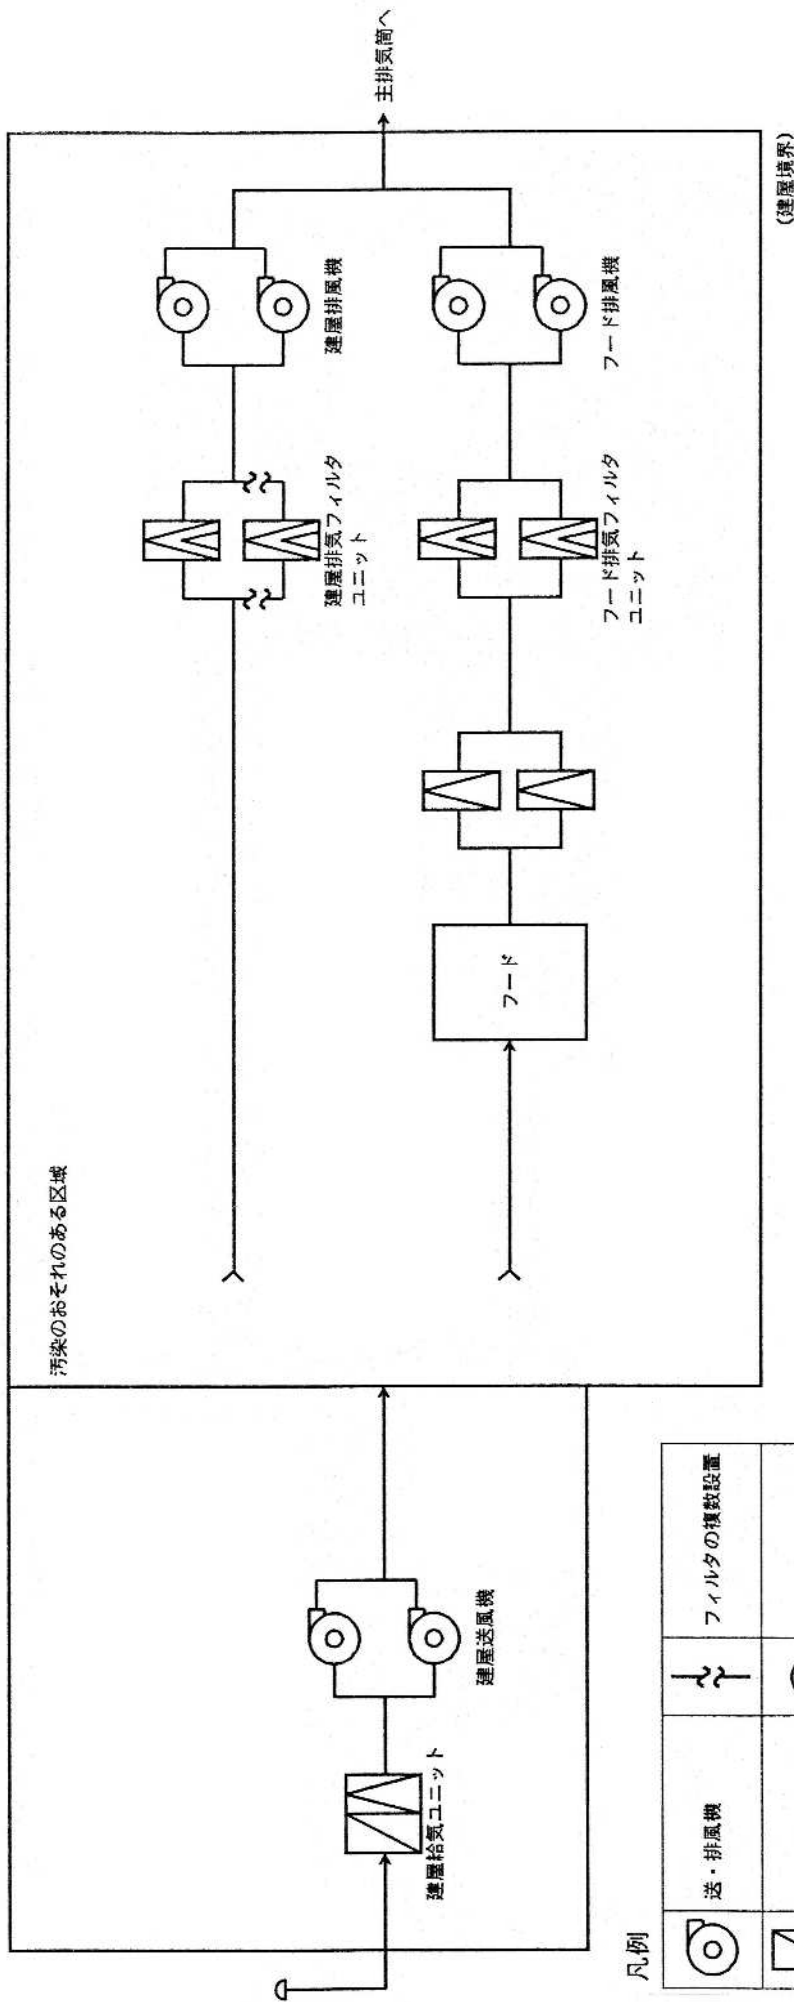 主排気筒へ
(建屋境界)
汚染のおそれのある区域
建屋排風機
建屋排気フィルタ
ユニット
フード排風機
フード排気フィルタ
ユニット
フード
建屋送風機
建屋給気ユニット
凡例
送・排風機
フィルタの複数設置